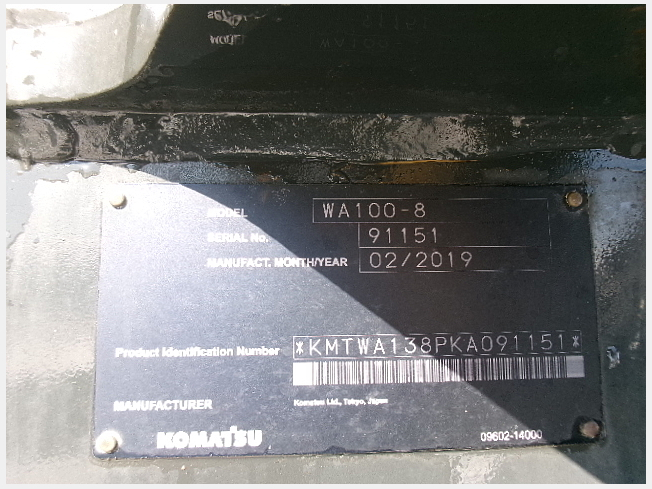 MODEL WA100-8
SERIAL No. 91151
MANUFACT. MONTH/YEAR 02/2019
Product Identification Number *KMTWA138PKA091151*
MANUFACTURER Komatsu Ltd., Tokyo, Japan
KOMATSU 09602-14000